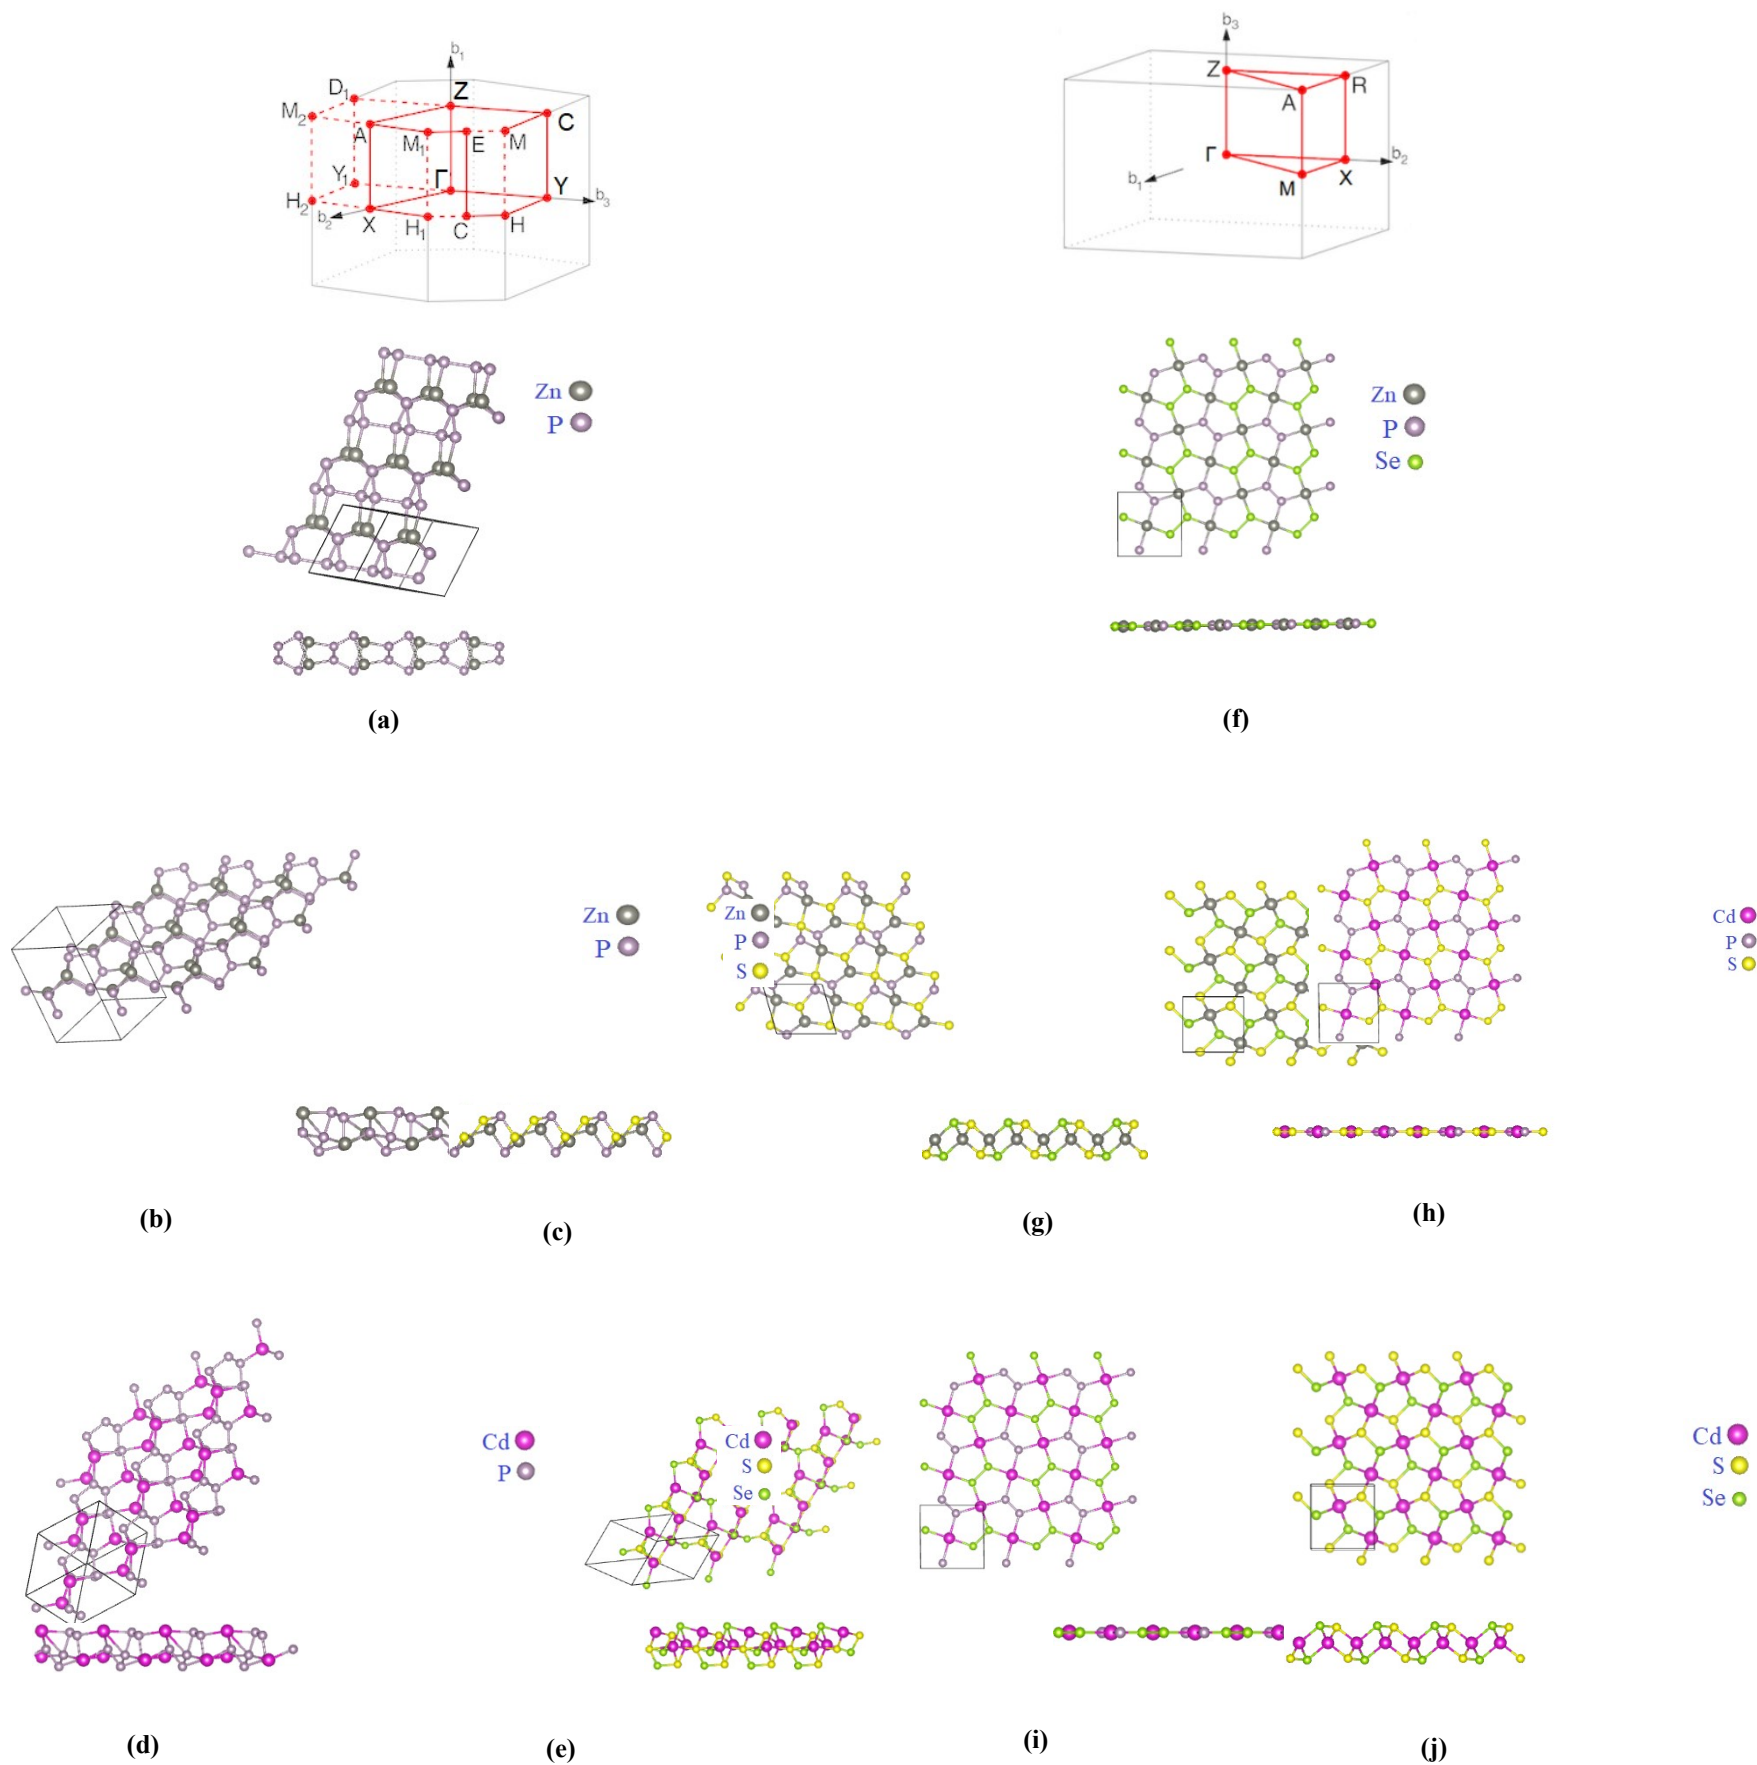 b1
D1
Z
M2
A
M1
E
M
C
Y1
Γ
Y
b3
H2
b2
X
H1
C
H
b3
Z
R
A
Γ
b2
b1
M
X
Zn
P
Zn
P
Se
(a)
(f)
Zn
P
Zn
P
S
Cd
P
S
(b)
(c)
(g)
(h)
Cd
P
Cd
S
Se
Cd
S
Se
(d)
(e)
(i)
(j)